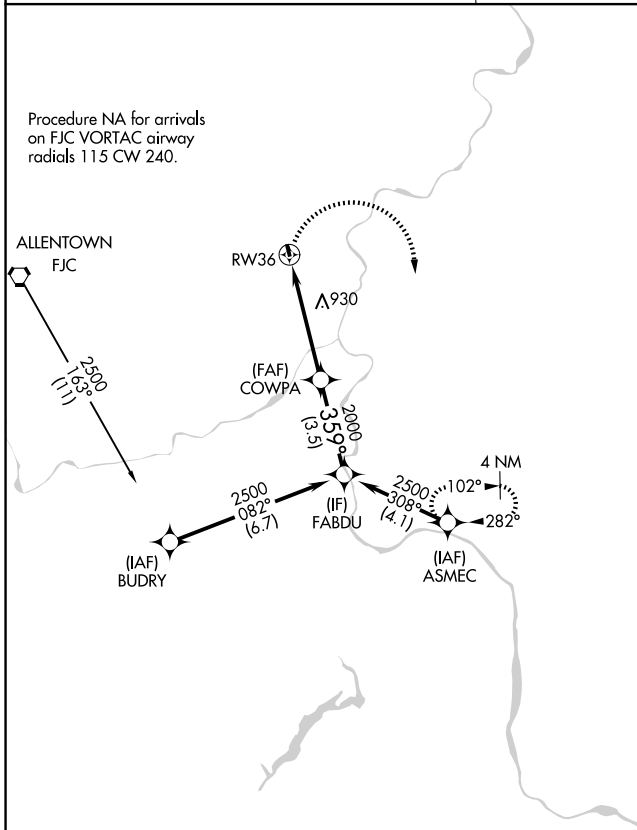 Procedure NA for arrivals
on FJC VORTAC airway
radials 115 CW 240.
ALLENTOWN
FJC
2500
163°
(11)
RW36
930
(FAF)
COWPA
2000
359°
(3.5)
4 NM
102°
282°
2500
308°
(4.1)
(IF)
FABDU
2500
082°
(6.7)
(IAF)
BUDRY
(IAF)
ASMEC